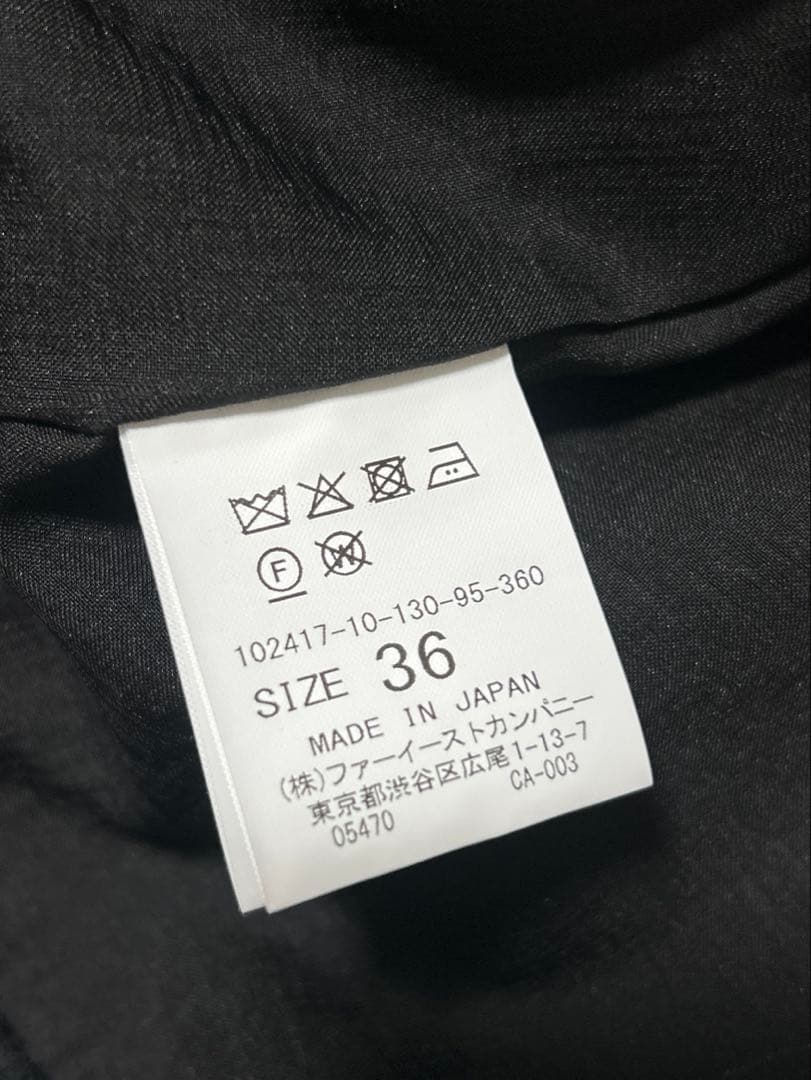 F W
102417-10-130-95-360
SIZE 36
MADE IN JAPAN
(株)ファーイーストカンパニー
東京都渋谷区広尾1-13-7
05470 CA-003